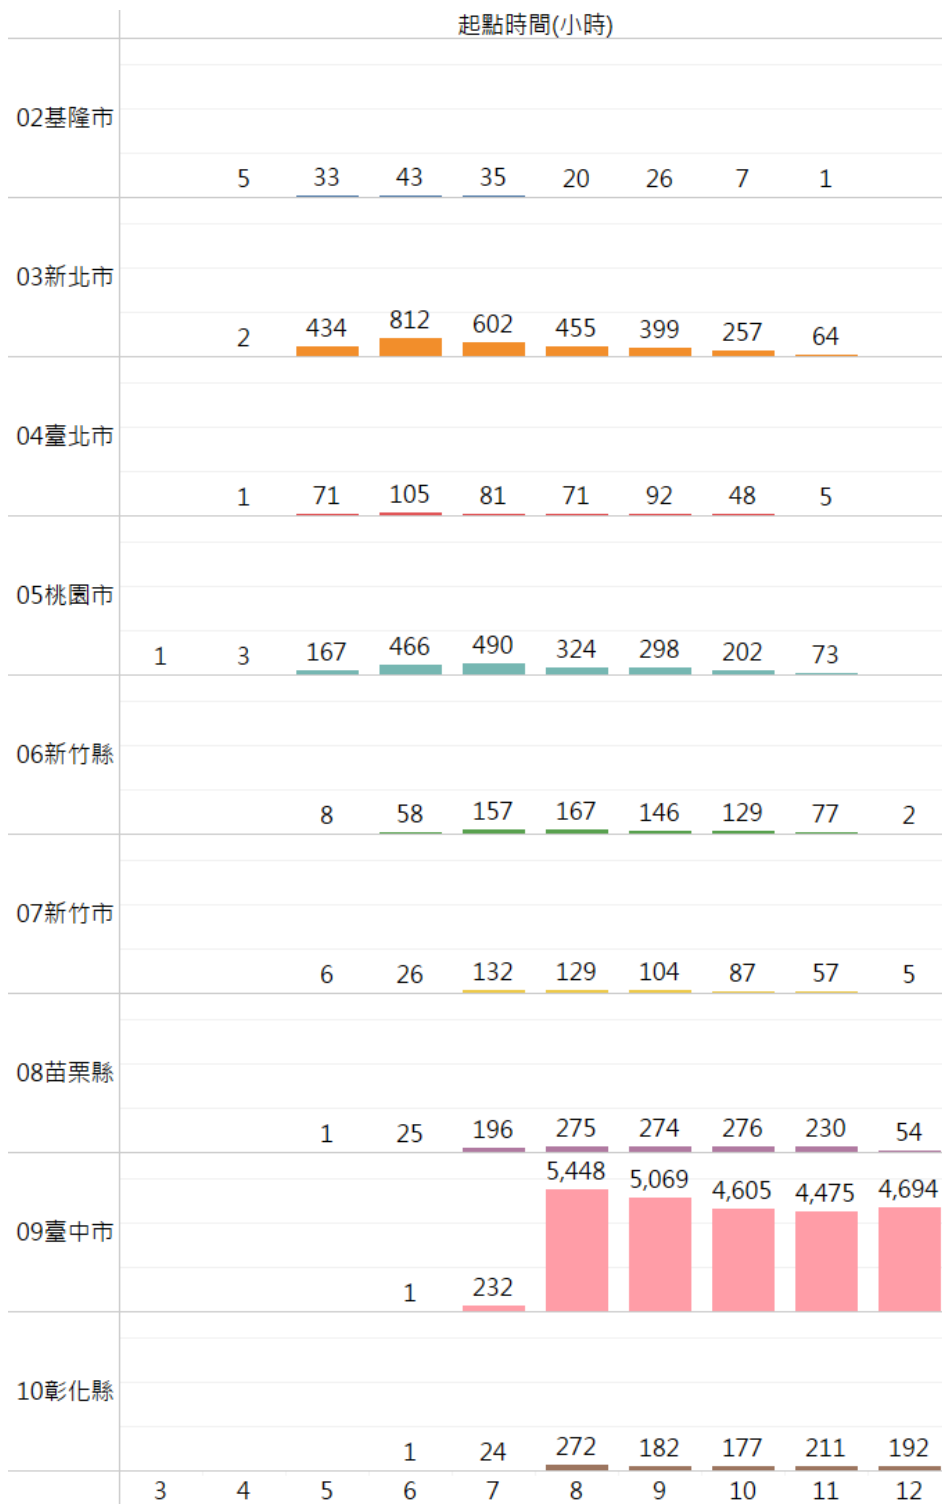 起點時間(小時)
02基隆市
5 33 43 35 20 26 7 1
03新北市
2 434 812 602 455 399 257 64
04臺北市
1 71 105 81 71 92 48 5
05桃園市
1 3 167 466 490 324 298 202 73
06新竹縣
8 58 157 167 146 129 77 2
07新竹市
6 26 132 129 104 87 57 5
08苗栗縣
1 25 196 275 274 276 230 54
09臺中市
1 232 5,448 5,069 4,605 4,475 4,694
10彰化縣
1 24 272 182 177 211 192
3 4 5 6 7 8 9 10 11 12